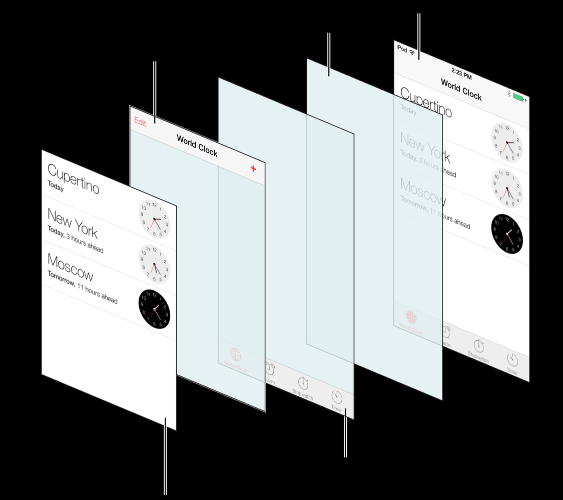 iPod
2:23 PM
World Clock
Cupertino
Today
New York
Today, 3 hours ahead
Moscow
Tomorrow, 11 hours ahead
Edit
World Clock
+
Cupertino
Today
New York
Today, 3 hours ahead
Moscow
Tomorrow, 11 hours ahead